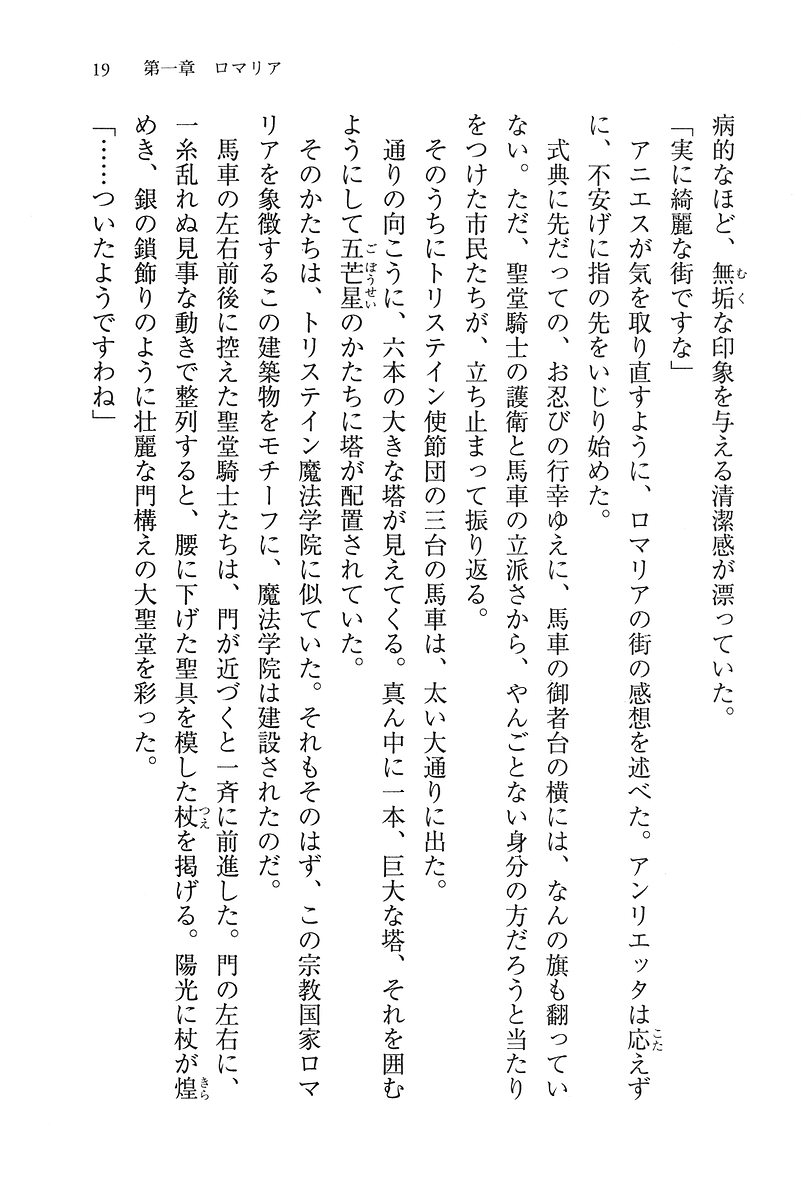 19　第一章　ロマリア
病的なほど、無垢な印象を与える清潔感が漂っていた。
「実に綺麗な街ですな」
　アニエスが気を取り直すように、ロマリアの街の感想を述べた。アンリエッタは応えず
に、不安げに指の先をいじり始めた。
　式典に先だっての、お忍びの行幸ゆえに、馬車の御者台の横には、なんの旗も翻ってい
ない。ただ、聖堂騎士の護衛と馬車の立派さから、やんごとない身分の方だろうと当たり
をつけた市民たちが、立ち止まって振り返る。
　そのうちにトリステイン使節団の三台の馬車は、太い大通りに出た。
　通りの向こうに、六本の大きな塔が見えてくる。真ん中に一本、巨大な塔、それを囲む
ようにして五芒星のかたちに塔が配置されていた。
　そのかたちは、トリステイン魔法学院に似ていた。それもそのはず、この宗教国家ロマ
リアを象徴するこの建築物をモチーフに、魔法学院は建設されたのだ。
　馬車の左右前後に控えた聖堂騎士たちは、門が近づくと一斉に前進した。門の左右に、
一糸乱れぬ見事な動きで整列すると、腰に下げた聖具を模した杖を掲げる。陽光に杖が煌
めき、銀の鎖飾りのように壮麗な門構えの大聖堂を彩った。
「……ついたようですわね」